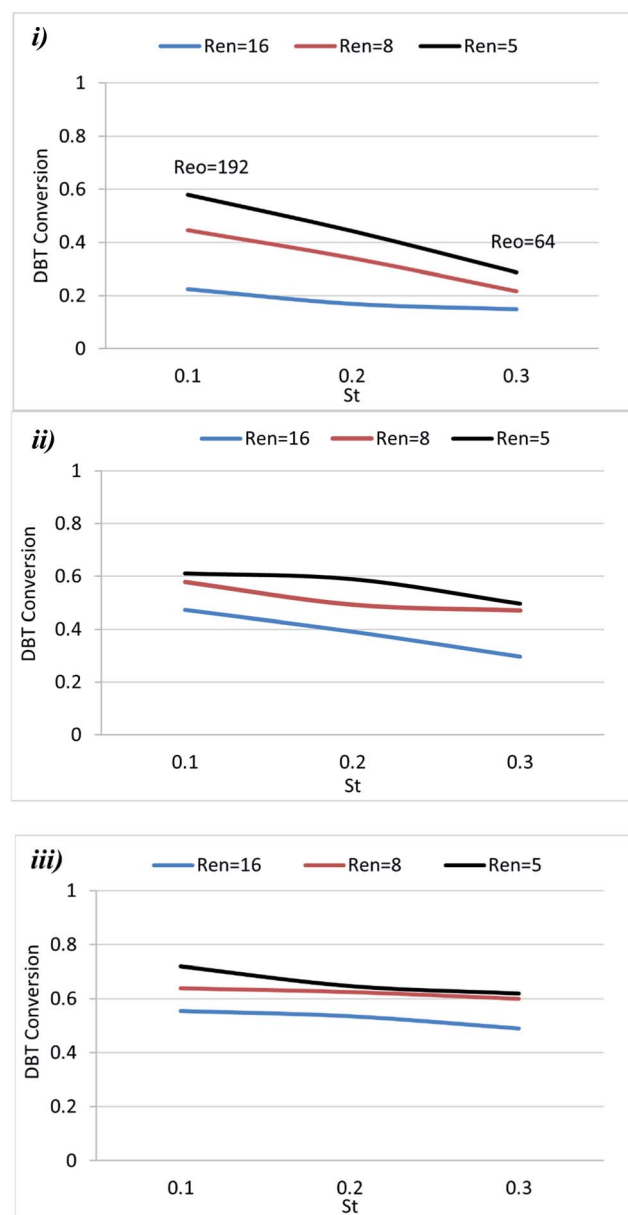 i)
Ren=16 Ren=8 Ren=5
1
0.8
0.6
0.4
0.2
0
DBT Conversion
Reo=192
Reo=64
0.1 0.2 0.3
St
ii)
Ren=16 Ren=8 Ren=5
1
0.8
0.6
0.4
0.2
0
DBT Conversion
0.1 0.2 0.3
St
iii)
Ren=16 Ren=8 Ren=5
1
0.8
0.6
0.4
0.2
0
DBT Conversion
0.1 0.2 0.3
St